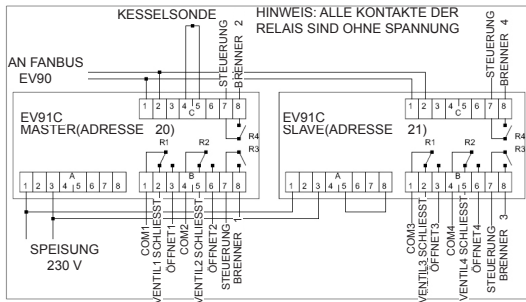 KESSELSONDE
HINWEIS: ALLE KONTAKTE DER
RELAIS SIND OHNE SPANNUNG
STEUERUNG
BRENNER 2
STEUERUNG
BRENNER 4
AN FANBUS
EV90
1 2 3 4 5 6 7 8
C
1 2 3 4 5 6 7 8
C
EV91C
MASTER(ADRESSE 20)
EV91C
SLAVE(ADRESSE 21)
R4
R1 R2 R3
R4
R1 R2 R3
A
1 2 3 4 5 6 7 8
B
1 2 3 4 5 6 7 8
A
1 2 3 4 5 6 7 8
B
1 2 3 4 5 6 7 8
SPEISUNG
230 V
COM1
VENTIL1 SCHLIESST
ÖFFNET1
COM2
VENTIL2 SCHLIESST
ÖFFNET2
STEUERUNG
BRENNER 1
COM3
VENTIL3 SCHLIESST
ÖFFNET3
COM4
VENTIL4 SCHLIESST
ÖFFNET4
STEUERUNG
BRENNER 3